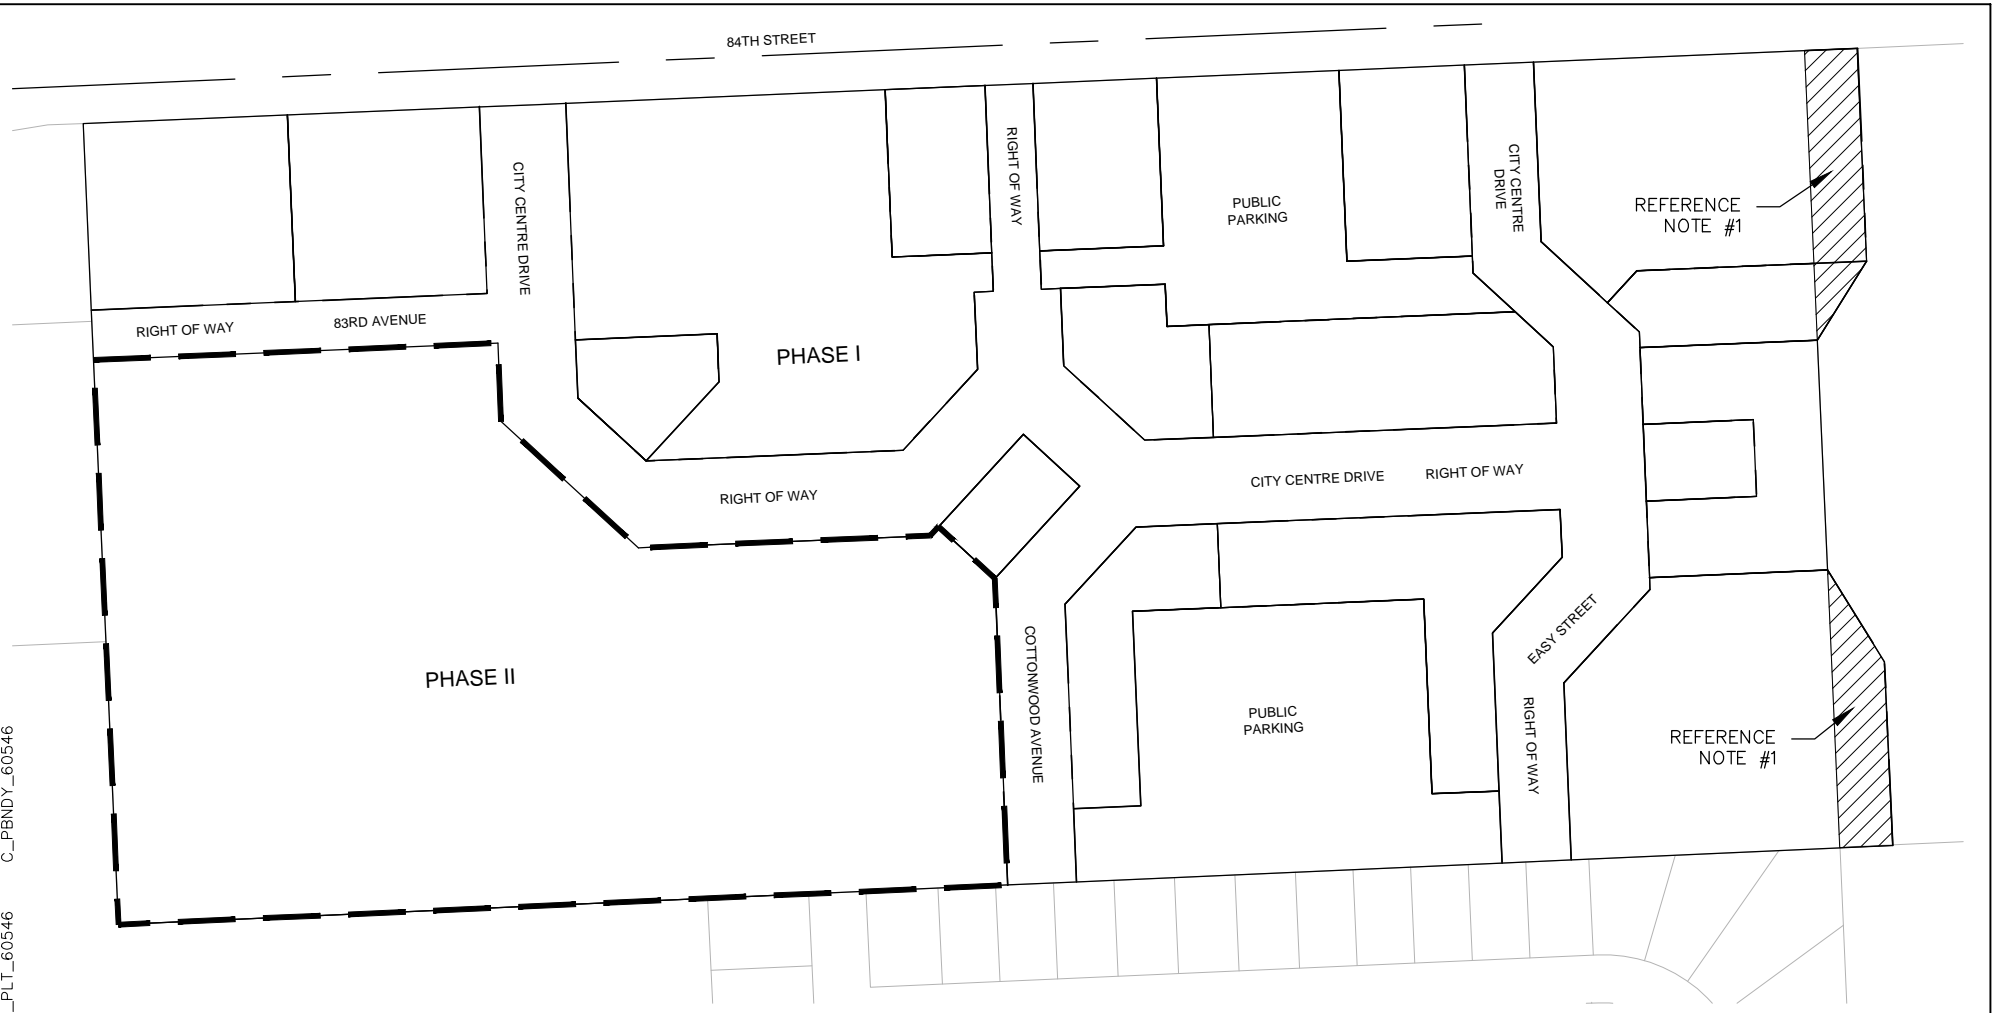 84TH STREET
CITY CENTRE DRIVE
RIGHT OF WAY
PUBLIC
PARKING
CITY CENTRE
DRIVE
REFERENCE
NOTE #1
RIGHT OF WAY
83RD AVENUE
PHASE I
RIGHT OF WAY
CITY CENTRE DRIVE
RIGHT OF WAY
PHASE II
COTTONWOOD AVENUE
EASY STREET
PUBLIC
PARKING
RIGHT OF WAY
REFERENCE
NOTE #1
C_PBNDY_60546
_PLT_60546